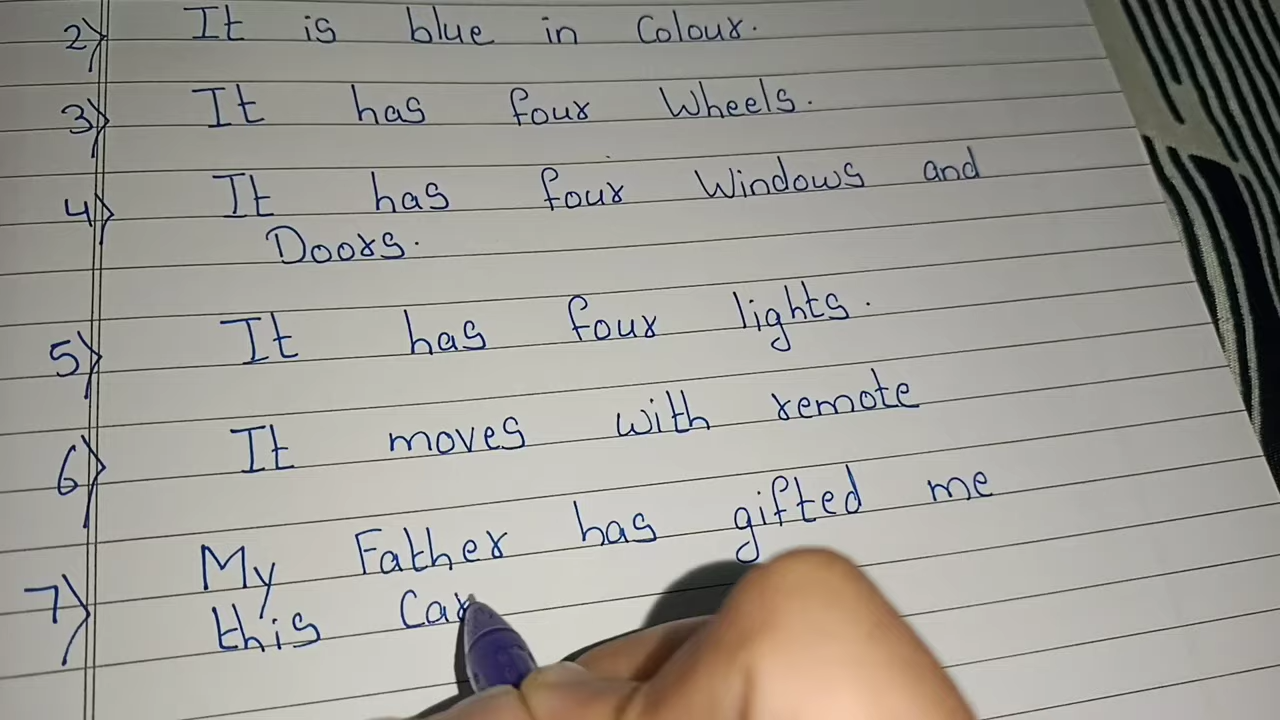 2) It is blue in Colour.
3) It has four Wheels.
4) It has four Windows and
Doors.
5) It has four lights.
6) It moves with remote
7) My Father has gifted me
this Car